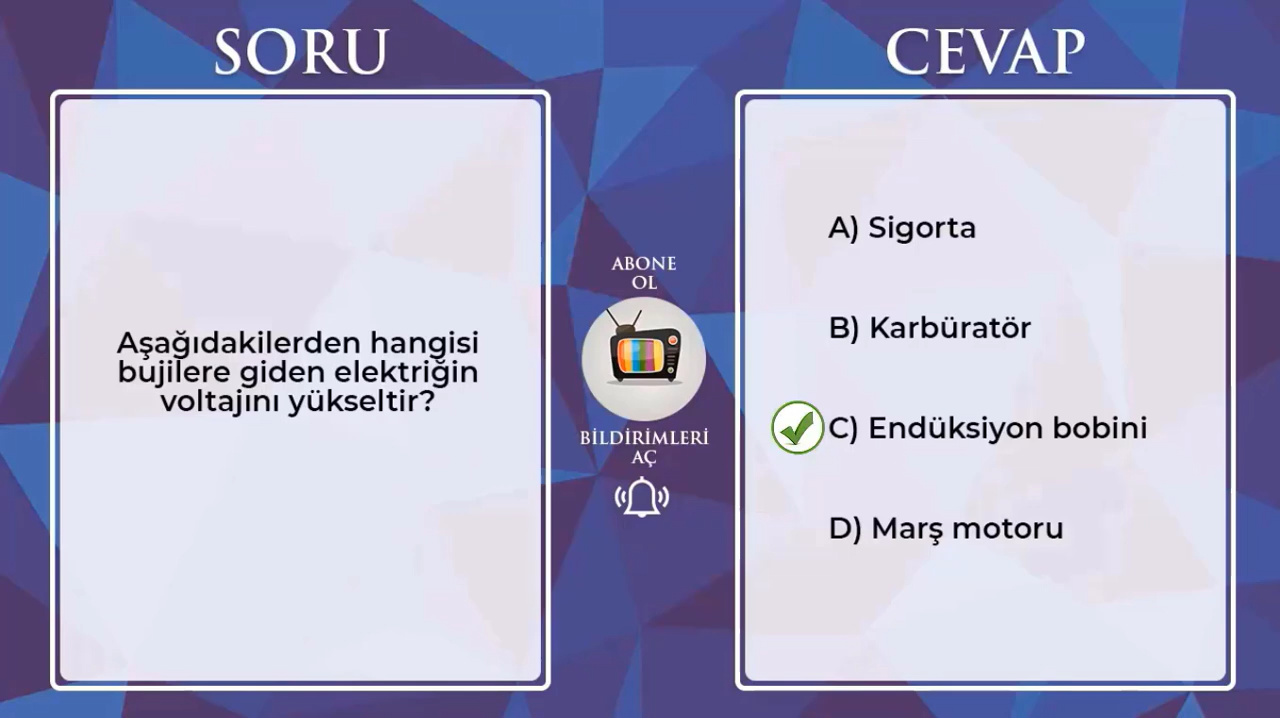 SORU
Aşağıdakilerden hangisi
bujilere giden elektriğin
voltajını yükseltir?
ABONE
OL
BİLDİRİMLERİ
AÇ
CEVAP
A) Sigorta
B) Karbüratör
C) Endüksiyon bobini
D) Marş motoru